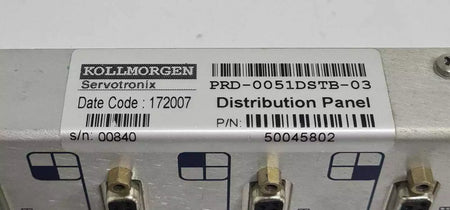 KOLLMORGEN
Servotronix
Date Code : 172007
s/n: 00840
PRD-0051DSTB-03
Distribution Panel
P/N:
50045802